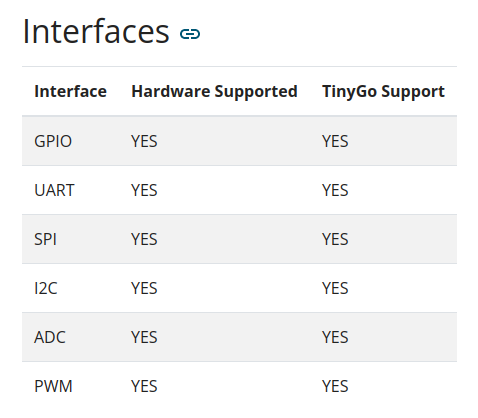 Interfaces
Interface Hardware Supported TinyGo Support
GPIO YES YES
UART YES YES
SPI YES YES
I2C YES YES
ADC YES YES
PWM YES YES